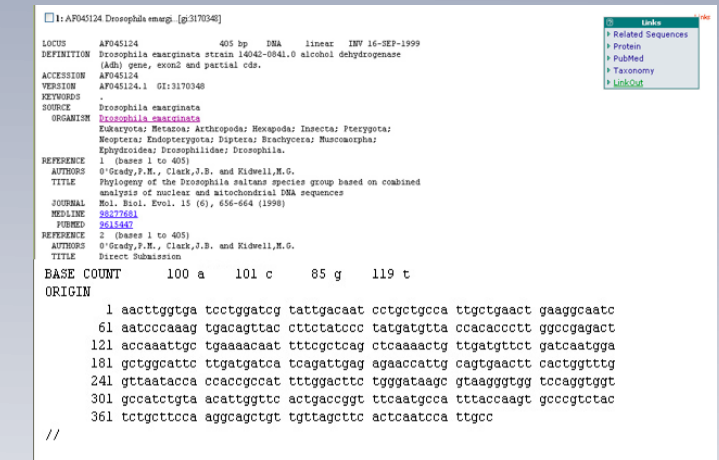 1: AF045124. Drosophila emargi...[gi:3170348]
Links
Related Sequences
Protein
PubMed
Taxonomy
LinkOut
LOCUS AF045124 405 bp DNA linear INV 16-SEP-1999
DEFINITION Drosophila emarginata strain 14042-0841.0 alcohol dehydrogenase
(Adh) gene, exon2 and partial cds.
ACCESSION AF045124
VERSION AF045124.1 GI:3170348
KEYWORDS .
SOURCE Drosophila emarginata
ORGANISM Drosophila emarginata
Eukaryota; Metazoa; Arthropoda; Hexapoda; Insecta; Pterygota;
Neoptera; Endopterygota; Diptera; Brachycera; Muscomorpha;
Ephydroidea; Drosophilidae; Drosophila.
REFERENCE 1 (bases 1 to 405)
AUTHORS O'Grady,P.M., Clark,J.B. and Kidwell,M.G.
TITLE Phylogeny of the Drosophila saltans species group based on combined
analysis of nuclear and mitochondrial DNA sequences
JOURNAL Mol. Biol. Evol. 15 (6), 656-664 (1998)
MEDLINE 98277681
PUBMED 9615447
REFERENCE 2 (bases 1 to 405)
AUTHORS O'Grady,P.M., Clark,J.B. and Kidwell,M.G.
TITLE Direct Submission
BASE COUNT 100 a 101 c 85 g 119 t
ORIGIN
1 aacttggtga tcctggatcg tattgacaat cctgctgcca ttgctgaact gaaggcaatc
61 aatcccaaag tgacagttac cttctatccc tatgatgtta ccacaccctt ggccgagact
121 accaaattgc tgaaaacaat tttcgctcag ctcaaaactg ttgatgttct gatcaatgga
181 gctggcattc ttgatgatca tcagattgag agaaccattg cagtgaactt cactggtttg
241 gttaatacca ccaccgccat tttggacttc tgggataagc gtaagggtgg tccaggtggt
301 gccatctgta acattggttc actgaccggt ttcaatgcca tttaccaagt gcccgtctac
361 tctgcttcca aggcagctgt tgttagcttc actcaatcca ttgcc
//